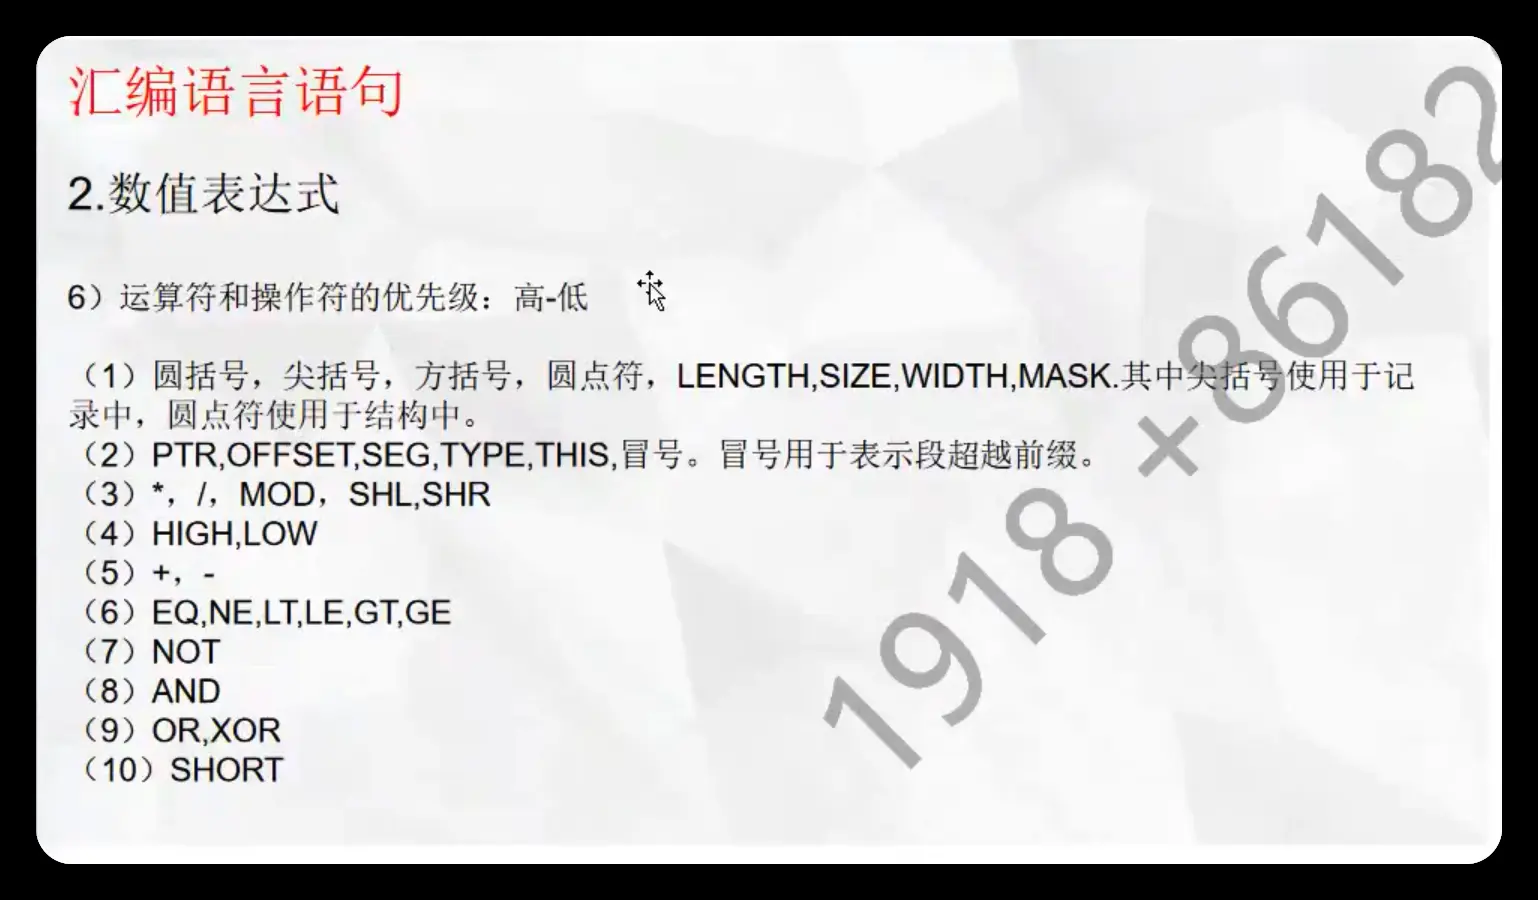 汇编语言语句
2.数值表达式
6）运算符和操作符的优先级：高-低
（1）圆括号，尖括号，方括号，圆点符，LENGTH,SIZE,WIDTH,MASK.其中尖括号使用于记
录中，圆点符使用于结构中。
（2）PTR,OFFSET,SEG,TYPE,THIS,冒号。冒号用于表示段超越前缀。
（3）*，/，MOD，SHL,SHR
（4）HIGH,LOW
（5）+，-
（6）EQ,NE,LT,LE,GT,GE
（7）NOT
（8）AND
（9）OR,XOR
（10）SHORT
1918 +86182